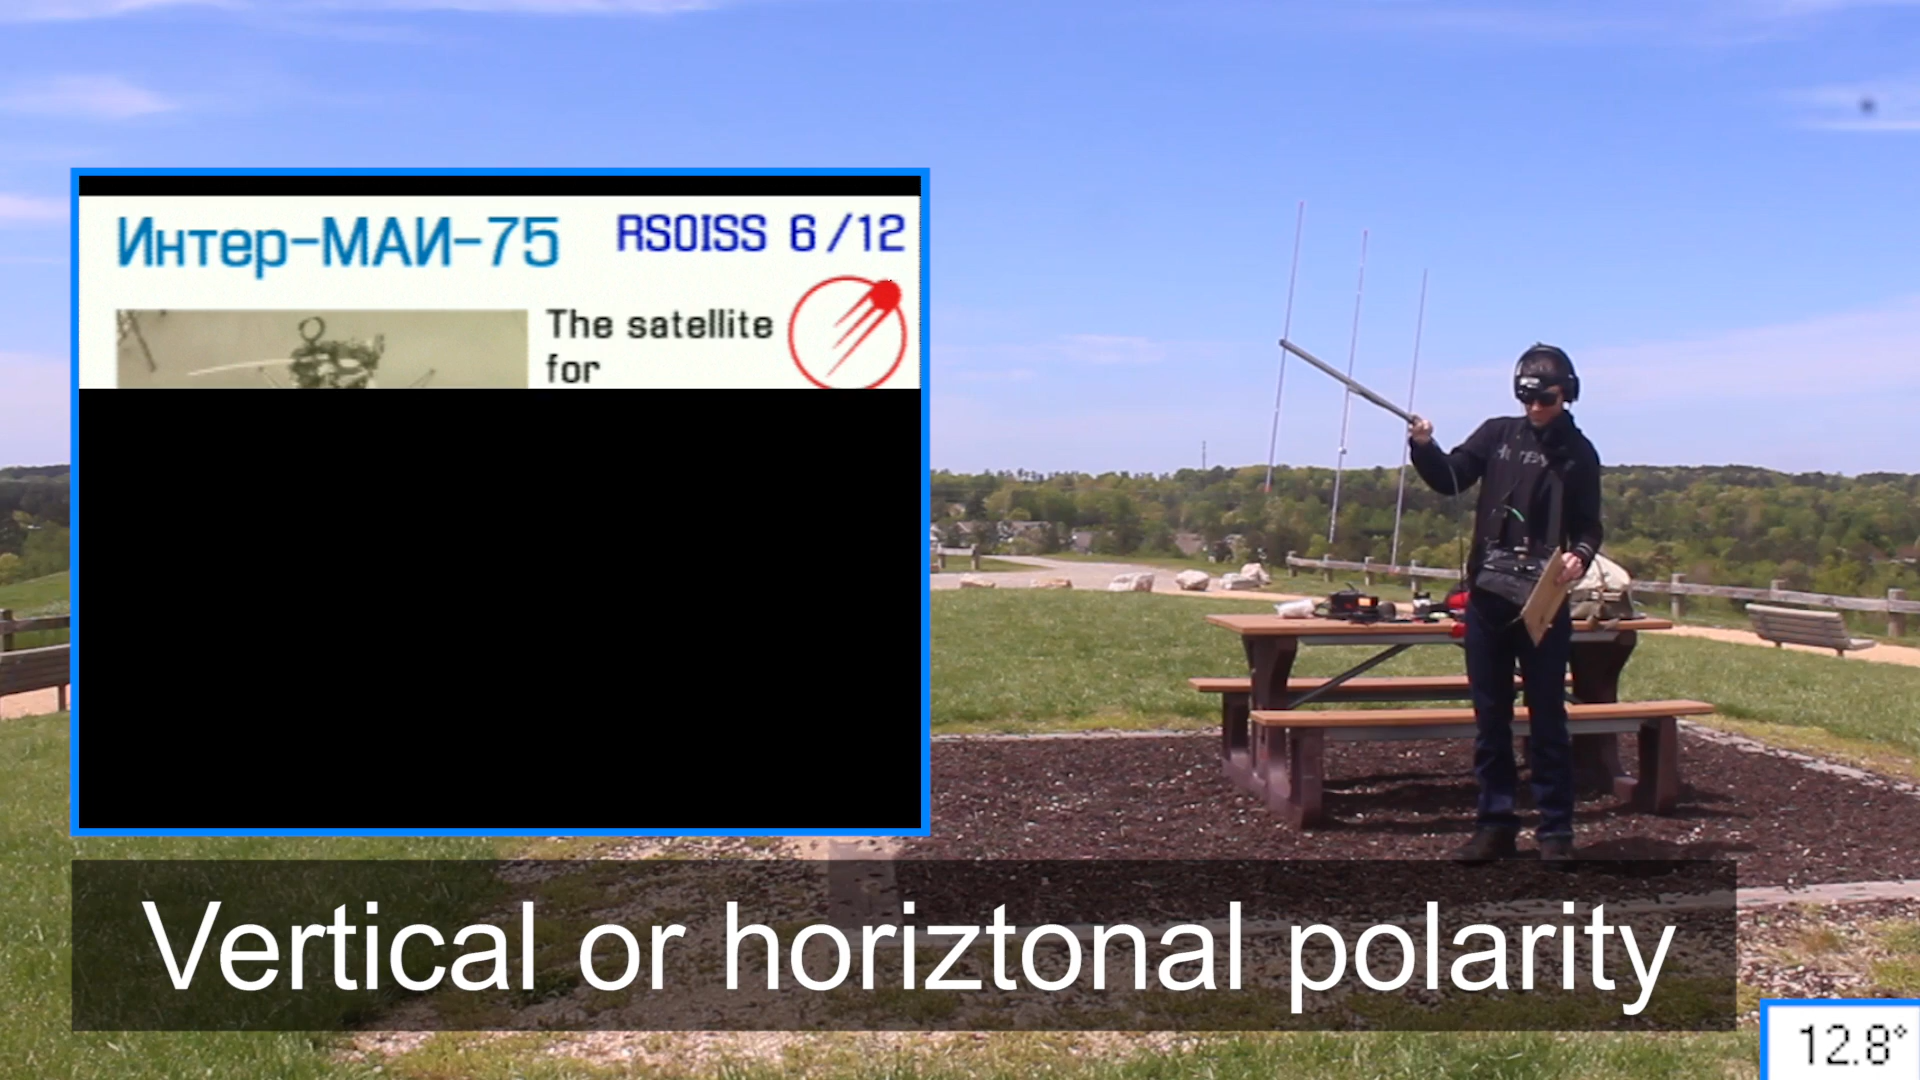 Интер-МАИ-75
RS0ISS 6/12
The satellite
for
Vertical or horiztonal polarity
12.8°